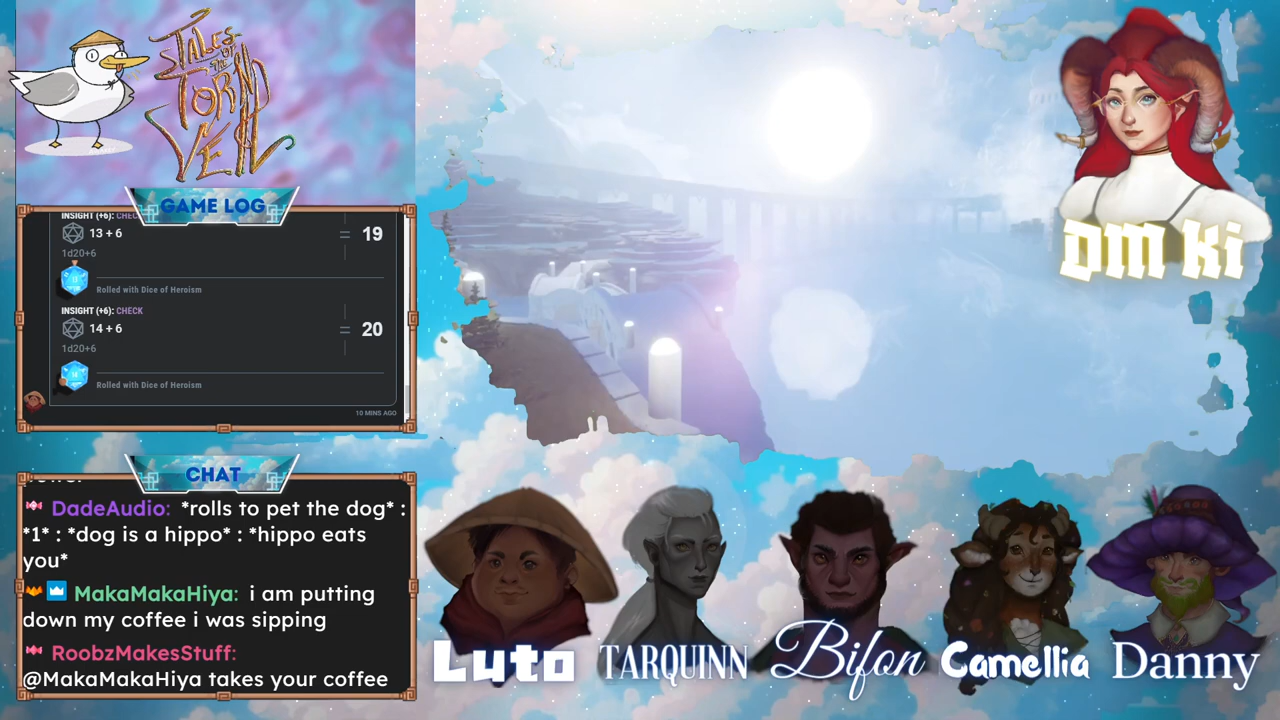 TALES
OF THE
TORN
VEIL
GAME LOG
INSIGHT (+6): CHEC
13 + 6
= 19
1d20+6
Rolled with Dice of Heroism
INSIGHT (+6): CHECK
14 + 6
= 20
1d20+6
Rolled with Dice of Heroism
10 MINS AGO
CHAT
DadeAudio: *rolls to pet the dog* :
*1* : *dog is a hippo* : *hippo eats
you*
MakaMakaHiya: i am putting
down my coffee i was sipping
RoobzMakesStuff:
@MakaMakaHiya takes your coffee
DM Ki
Luto
TARQUINN
Bifon
Camellia
Danny